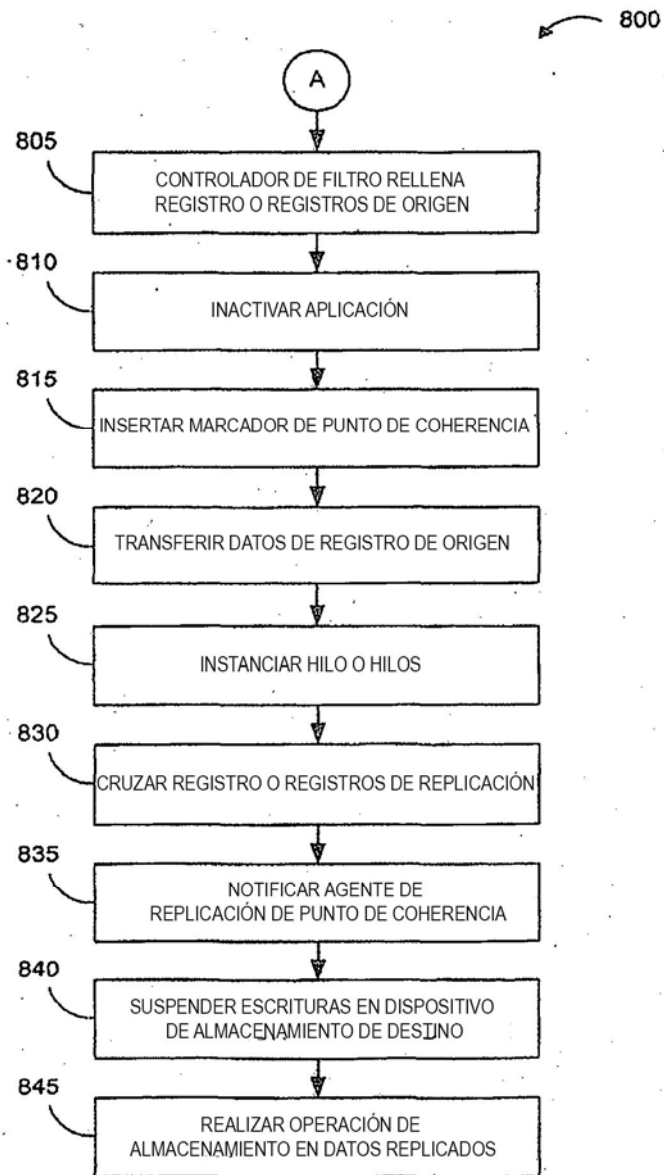 800
A
805
CONTROLADOR DE FILTRO RELLENA
REGISTRO O REGISTROS DE ORIGEN
810
INACTIVAR APLICACIÓN
815
INSERTAR MARCADOR DE PUNTO DE COHERENCIA
820
TRANSFERIR DATOS DE REGISTRO DE ORIGEN
825
INSTANCIAR HILO O HILOS
830
CRUZAR REGISTRO O REGISTROS DE REPLICACIÓN
835
NOTIFICAR AGENTE DE
REPLICACIÓN DE PUNTO DE COHERENCIA
840
SUSPENDER ESCRITURAS EN DISPOSITIVO
DE ALMACENAMIENTO DE DESTINO
845
REALIZAR OPERACIÓN DE
ALMACENAMIENTO EN DATOS REPLICADOS